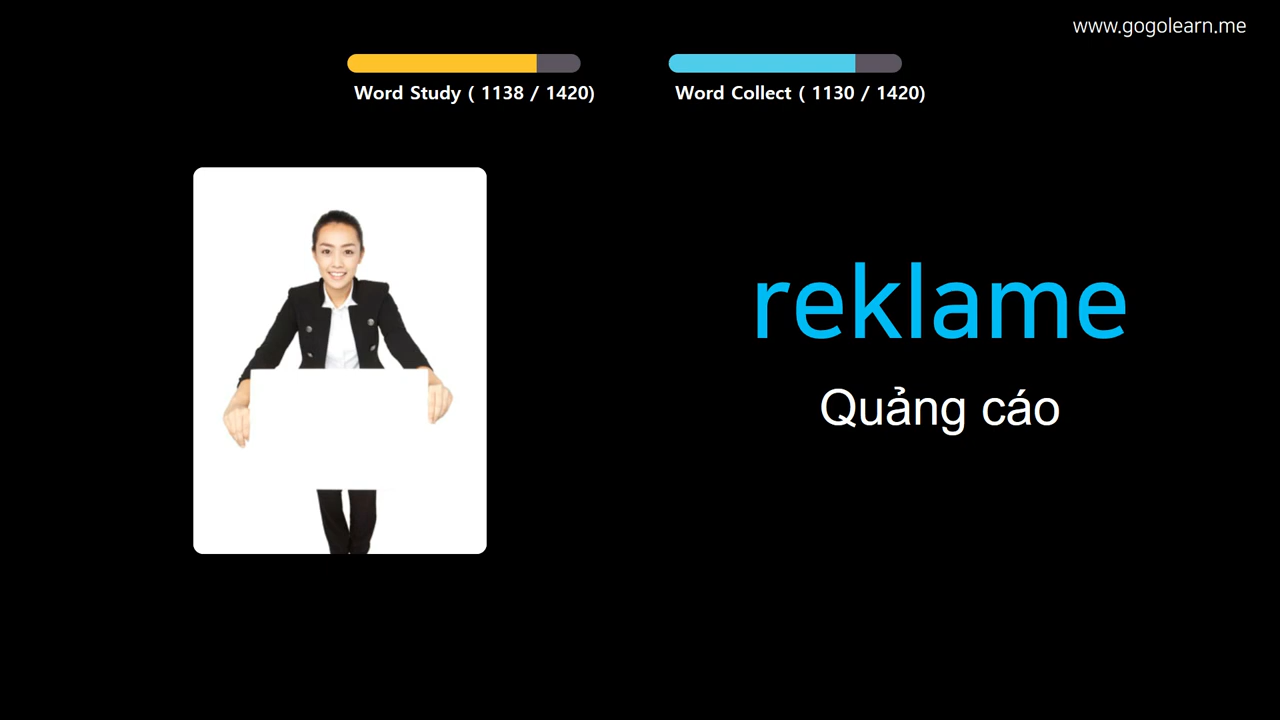 www.gogolearn.me
Word Study ( 1138 / 1420)
Word Collect ( 1130 / 1420)
reklame
Quảng cáo